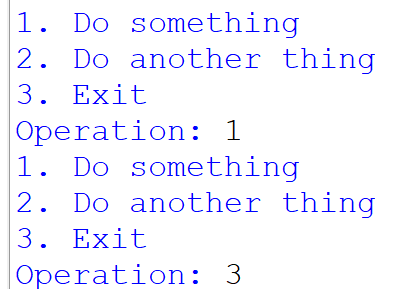 1. Do something
2. Do another thing
3. Exit
Operation: 1
1. Do something
2. Do another thing
3. Exit
Operation: 3